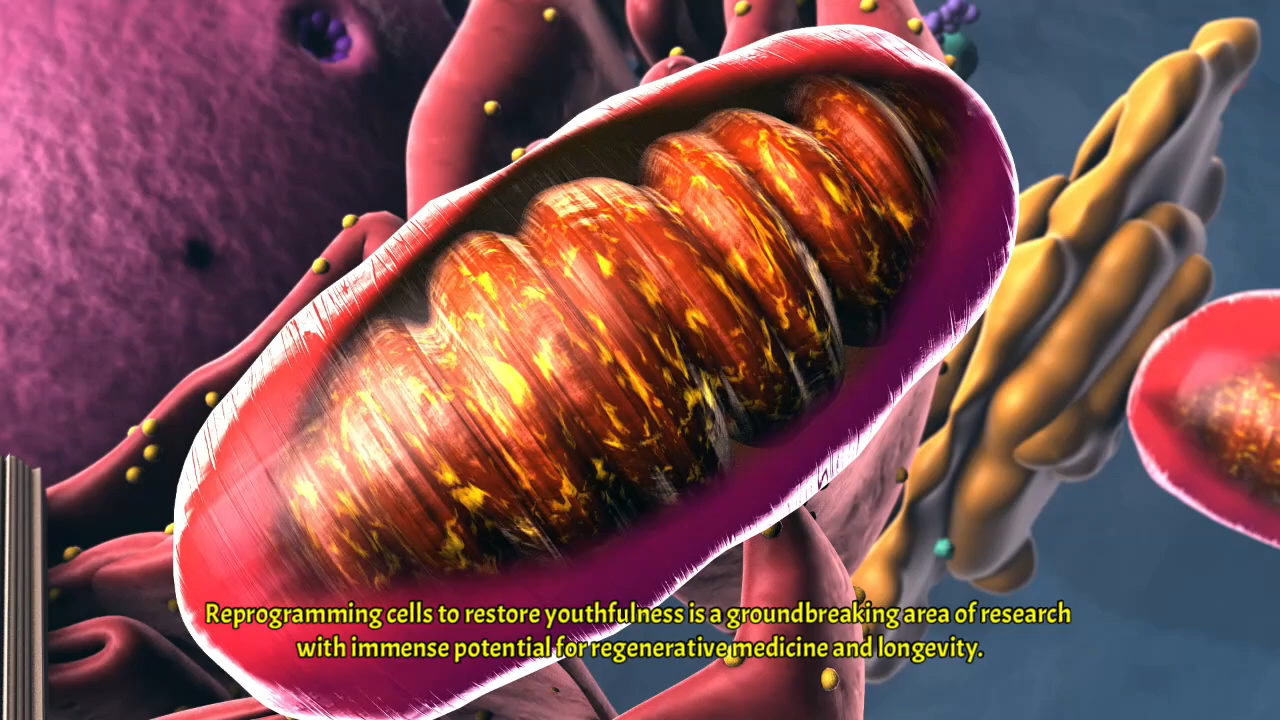 Reprogramming cells to restore youthfulness is a groundbreaking area of research
with immense potential for regenerative medicine and longevity.